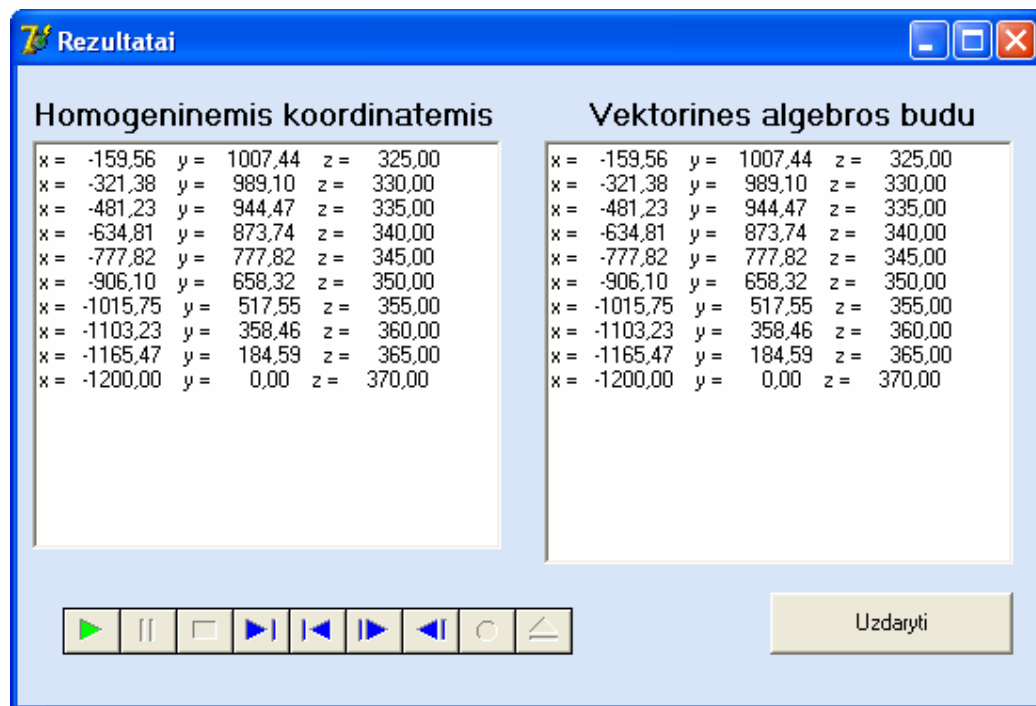 Rezultatai
Homogeninemis koordinatemis
x = -159,56 y = 1007,44 z = 325,00
x = -321,38 y = 989,10 z = 330,00
x = -481,23 y = 944,47 z = 335,00
x = -634,81 y = 873,74 z = 340,00
x = -777,82 y = 777,82 z = 345,00
x = -906,10 y = 658,32 z = 350,00
x = -1015,75 y = 517,55 z = 355,00
x = -1103,23 y = 358,46 z = 360,00
x = -1165,47 y = 184,59 z = 365,00
x = -1200,00 y = 0,00 z = 370,00
Vektorines algebros budu
x = -159,56 y = 1007,44 z = 325,00
x = -321,38 y = 989,10 z = 330,00
x = -481,23 y = 944,47 z = 335,00
x = -634,81 y = 873,74 z = 340,00
x = -777,82 y = 777,82 z = 345,00
x = -906,10 y = 658,32 z = 350,00
x = -1015,75 y = 517,55 z = 355,00
x = -1103,23 y = 358,46 z = 360,00
x = -1165,47 y = 184,59 z = 365,00
x = -1200,00 y = 0,00 z = 370,00
Uzdaryti